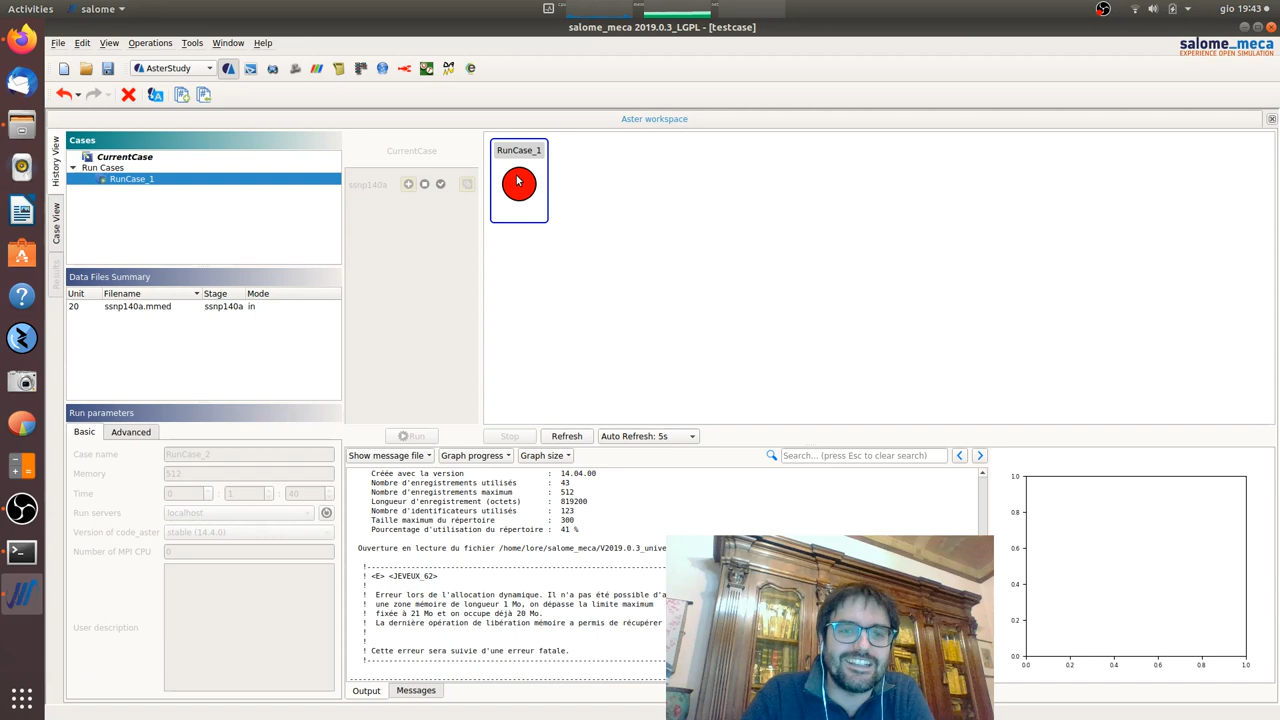 Activities
salome
gio 19:43
salome_meca 2019.0.3_LGPL - [testcase]
File Edit View Operations Tools Window Help
salome_meca
EXPERIENCE OPEN SIMULATION
AsterStudy
Aster workspace
History View
Case View
Results
Cases
CurrentCase
Run Cases
RunCase_1
CurrentCase
ssnp140a
RunCase_1
Data Files Summary
Unit Filename Stage Mode
20 ssnp140a.mmed ssnp140a in
Run parameters
Basic Advanced
Case name RunCase_2
Memory 512
Time 0 : 1 : 40
Run servers localhost
Version of code_aster stable (14.4.0)
Number of MPI CPU 0
User description
Run
Stop Refresh Auto Refresh: 5s
Show message file Graph progress Graph size Search... (press Esc to clear search)
Créée avec la version : 14.04.00
Nombre d'enregistrements utilisés : 43
Nombre d'enregistrements maximum : 512
Longueur d'enregistrement (octets) : 819200
Nombre d'identificateurs utilisés : 123
Taille maximum du répertoire : 300
Pourcentage d'utilisation du répertoire : 41 %
Ouverture en lecture du fichier /home/lore/salome_meca/V2019.0.3_unive
!-----------------------------------------------------------------
! <E> <JEVEUX_62>
!
! Erreur lors de l'allocation dynamique. Il n'a pas été possible d'a
! une zone mémoire de longueur 1 Mo, on dépasse la limite maximum
! fixée à 21 Mo et on occupe déjà 20 Mo.
! La dernière opération de libération mémoire a permis de récupérer
!
!
! Cette erreur sera suivie d'une erreur fatale.
!-----------------------------------------------------------------
Output Messages
1.0
0.8
0.6
0.4
0.2
0.0
0.0 0.2 0.4 0.6 0.8 1.0